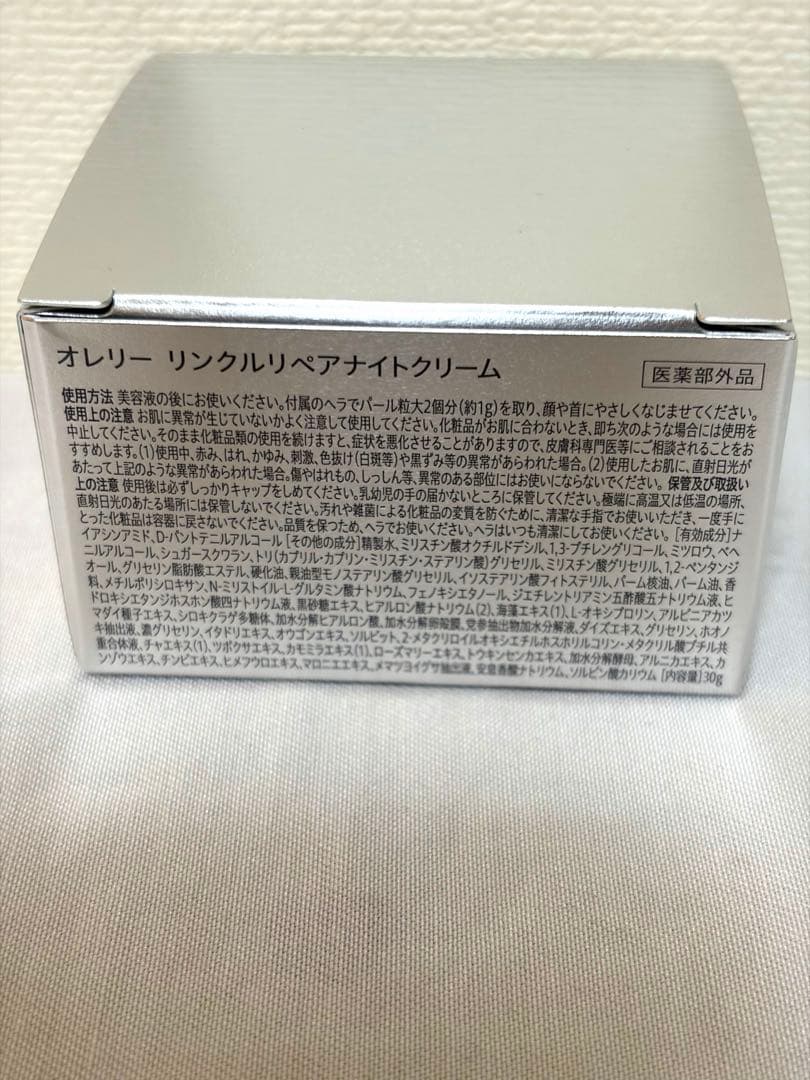 オレリー リンクルリペアナイトクリーム
医薬部外品
使用方法 美容液の後にお使いください。付属のヘラでパール粒大2個分(約1g)を取り、顔や首にやさしくなじませてください。
使用上の注意 お肌に異常が生じていないかよく注意して使用してください。化粧品がお肌に合わないとき、即ち次のような場合には使用を
中止してください。そのまま化粧品類の使用を続けますと、症状を悪化させることがありますので、皮膚科専門医等にご相談されることをお
すすめします。(1)使用中、赤み、はれ、かゆみ、刺激、色抜け(白斑等)や黒ずみ等の異常があらわれた場合。(2)使用したお肌に、直射日光が
あたって上記のような異常があらわれた場合。傷やはれもの、しっしん等、異常のある部位にはお使いにならないでください。 保管及び取扱い
上の注意 使用後は必ずしっかりキャップをしめてください。乳幼児の手の届かないところに保管してください。極端に高温又は低温の場所、
直射日光のあたる場所には保管しないでください。汚れや雑菌による化粧品の変質を防ぐために、清潔な手指でお使いいただき、一度手に
とった化粧品は容器に戻さないでください。品質を保つため、ヘラでお使いください。ヘラはいつも清潔にしてお使いください。 [有効成分]ナ
イアシンアミド、D-パントテニルアルコール [その他の成分]精製水、ミリスチン酸オクチルドデシル、1,3-ブチレングリコール、ミツロウ、ベヘ
ニルアルコール、シュガースクワラン、トリ(カプリル・カプリン・ミリスチン・ステアリン酸)グリセリル、ミリスチン酸グリセリル、1,2-ペンタンジ
オール、グリセリン脂肪酸エステル、硬化油、親油型モノステアリン酸グリセリル、イソステアリン酸フィトステリル、パーム核油、パーム油、香
料、メチルポリシロキサン、N-ミリストイル-L-グルタミン酸ナトリウム、フェノキシエタノール、ジエチレントリアミン五酢酸五ナトリウム液、ヒ
ドロキシエタンジホスホン酸四ナトリウム液、黒砂糖エキス、ヒアルロン酸ナトリウム(2)、海藻エキス(1)、L-オキシプロリン、アルピニアカツ
マダイ種子エキス、シロキクラゲ多糖体、加水分解ヒアルロン酸、加水分解卵殻膜、党参抽出物加水分解液、ダイズエキス、グリセリン、ホオノ
キ抽出液、濃グリセリン、イタドリエキス、オウゴンエキス、ソルビット、2-メタクリロイルオキシエチルホスホリルコリン・メタクリル酸ブチル共
重合体液、チャエキス(1)、ツボクサエキス、カモミラエキス(1)、ローズマリーエキス、トウキンセンカエキス、加水分解酵母、アルニカエキス、カ
ンゾウエキス、チンピエキス、ヒメフウロエキス、マロニエエキス、メマツヨイグサ抽出液、安息香酸ナトリウム、ソルビン酸カリウム [内容量]30g